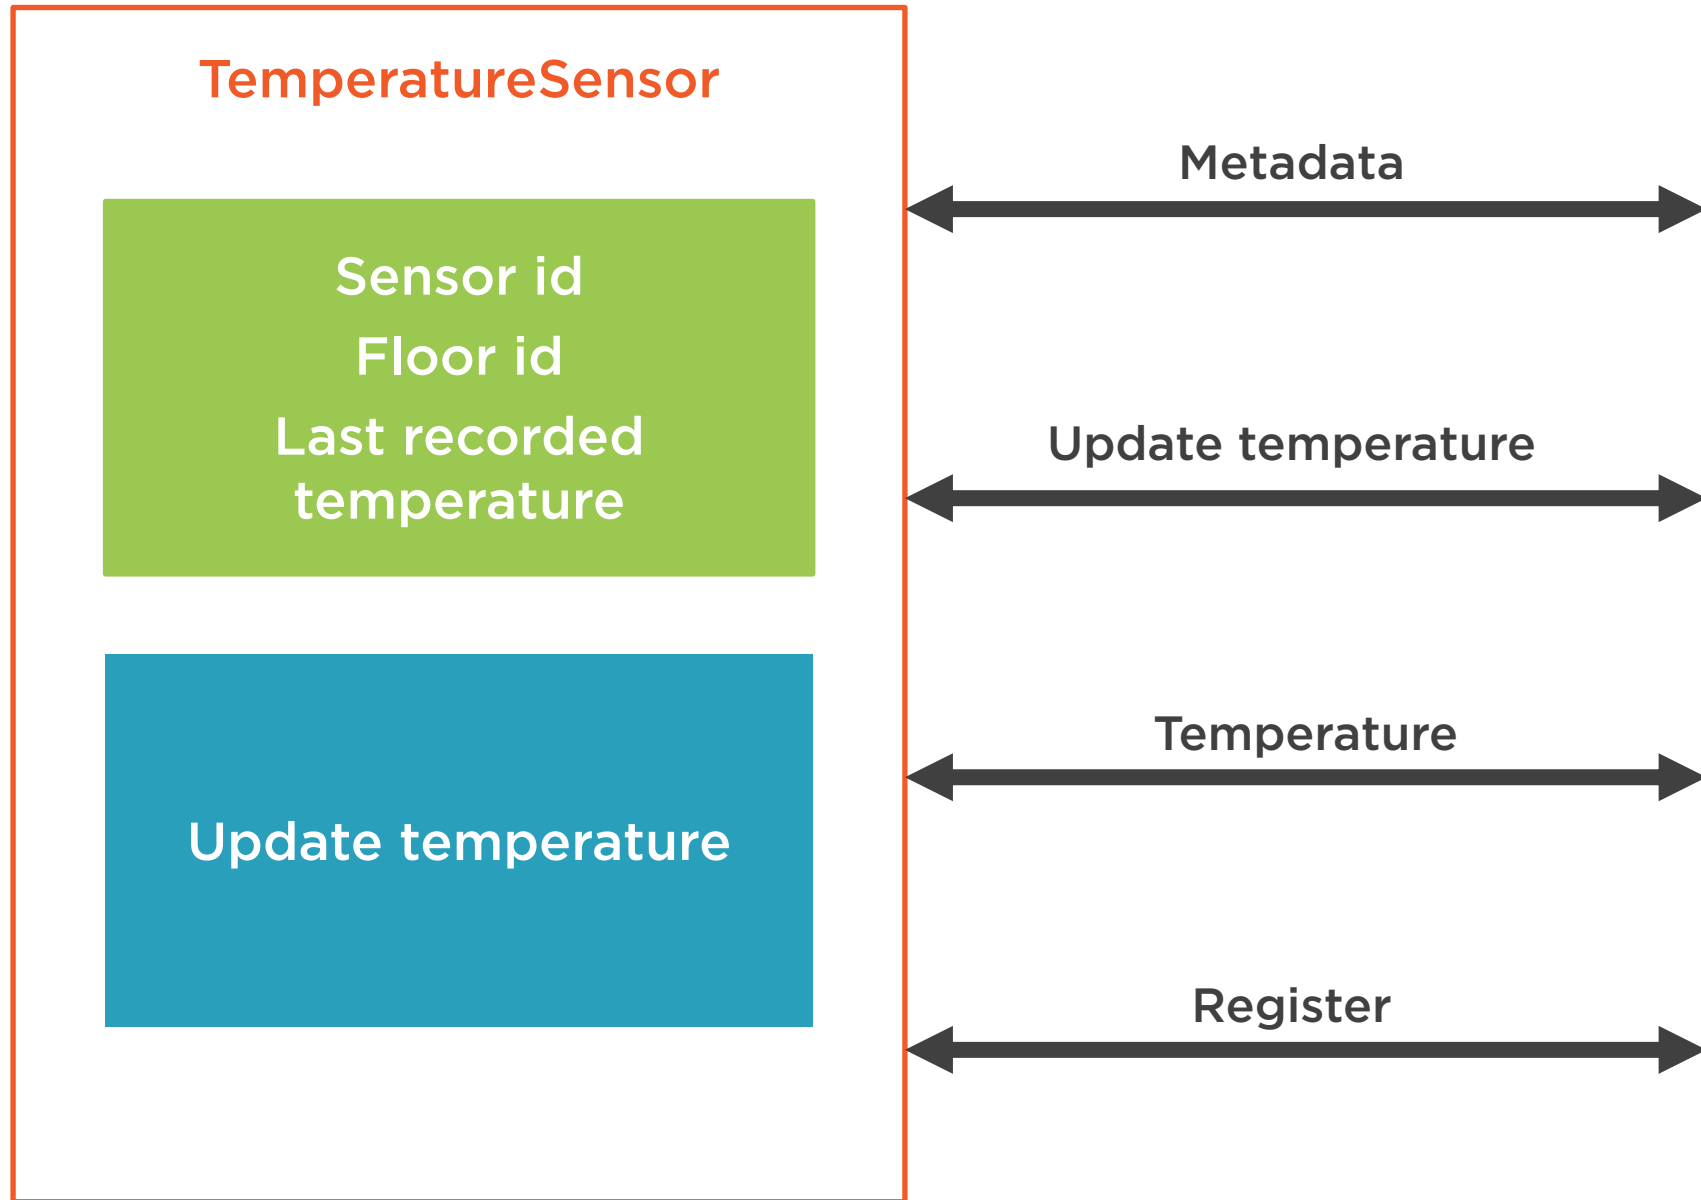 TemperatureSensor
Sensor id
Floor id
Last recorded
temperature
Update temperature
Metadata
Update temperature
Temperature
Register